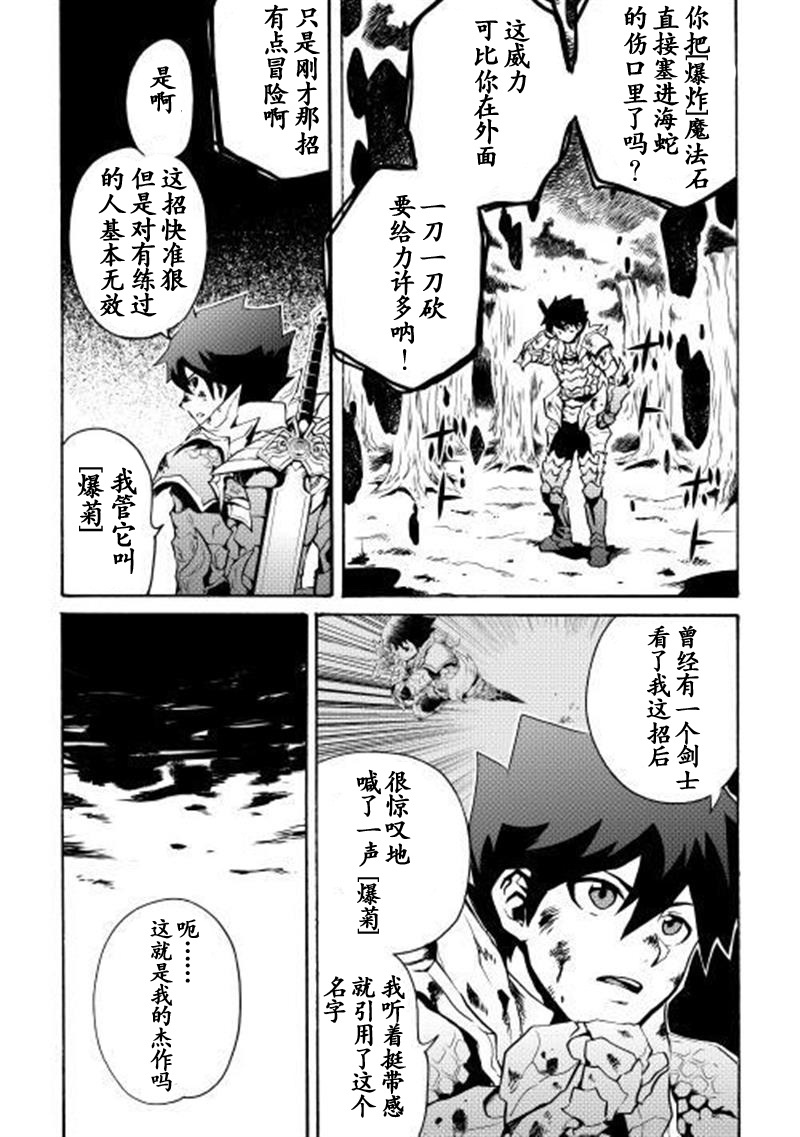 你把[爆炸]魔法石
直接塞进海蛇
的伤口里了吗？
这威力
可比你在外面
一刀一刀砍
要给力许多呐！
只是刚才那招
有点冒险啊
是啊
这招快准狠
但是对有练过
的人基本无效
我管它叫
[爆菊]
曾经有一个剑士
看了我这招后
很惊叹地
喊了一声[爆菊]
我听着挺带感
就引用了这个
名字
呃……
这就是我的杰作吗
ボロ
ボロ